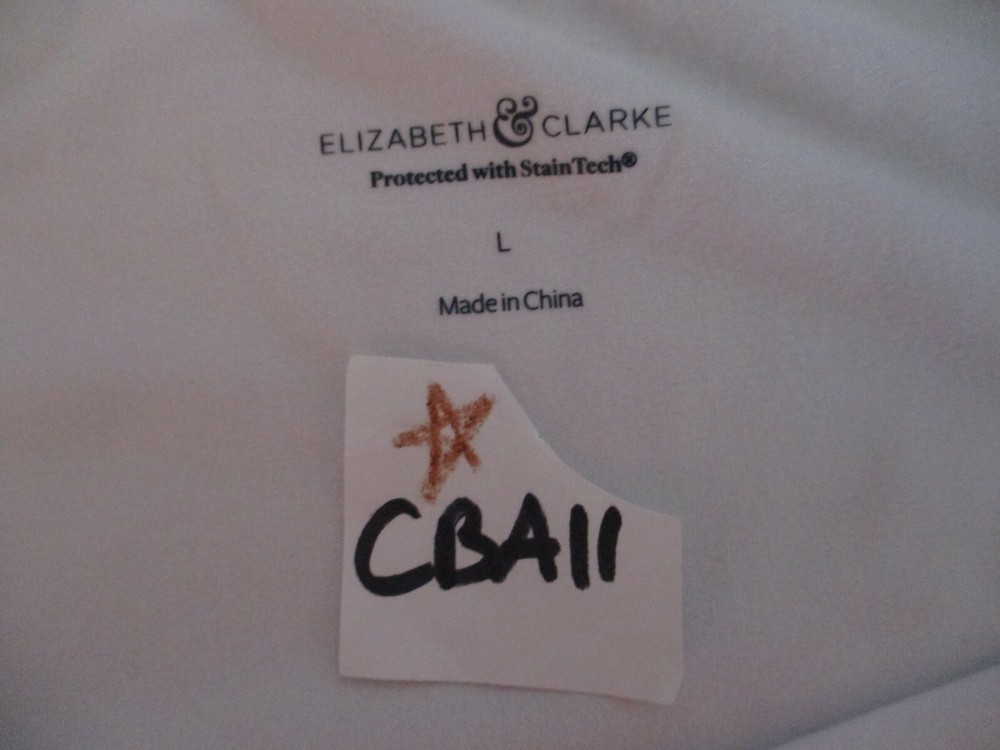 ELIZABETH & CLARKE
Protected with StainTech®
L
Made in China
CBA11